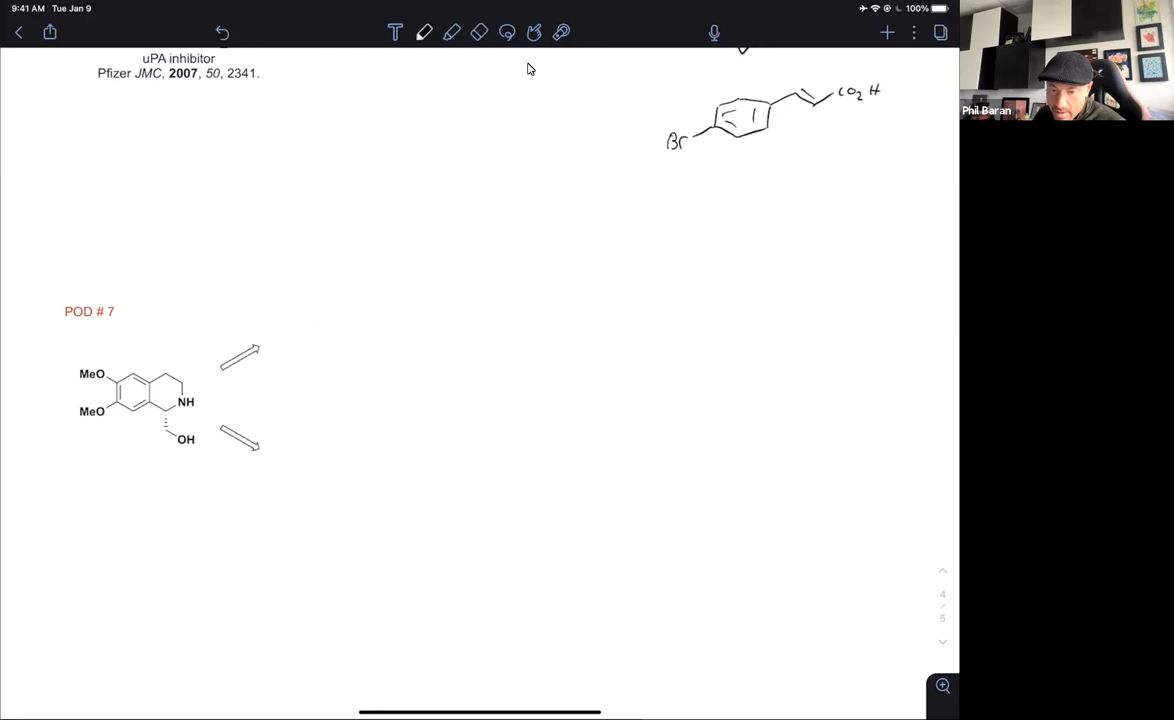 9:41 AM Tue Jan 9
100%
uPA inhibitor
Pfizer JMC, 2007, 50, 2341.
CO2H
Br
Phil Baran
POD # 7
MeO
MeO
NH
OH
4
/
5